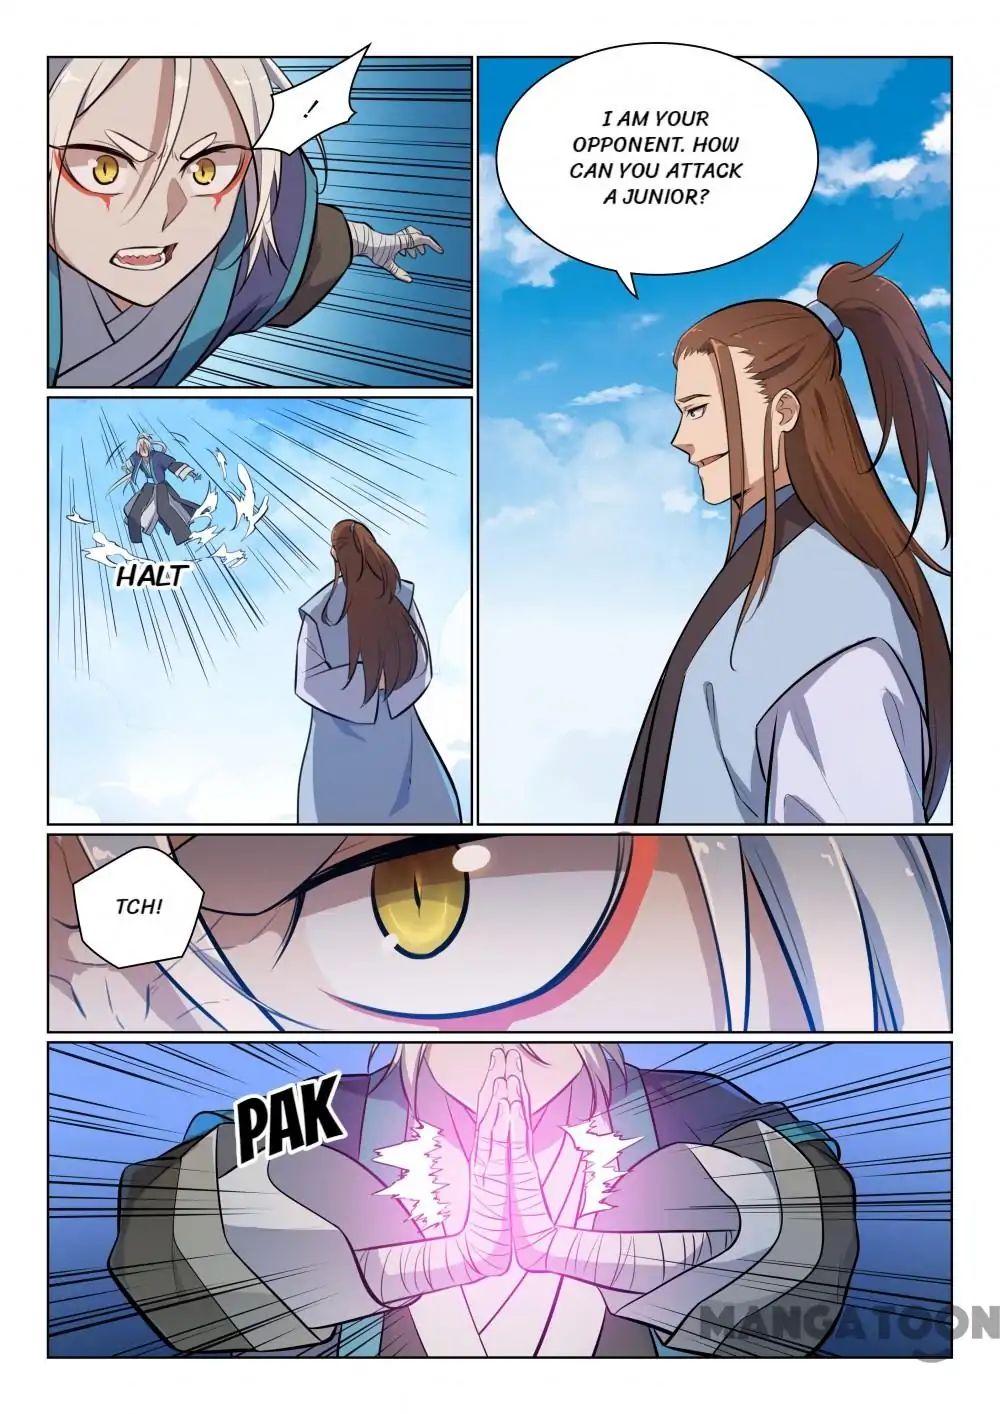 !
I AM YOUR
OPPONENT. HOW
CAN YOU ATTACK
A JUNIOR?
HALT
TCH!
PAK
MANGATOON